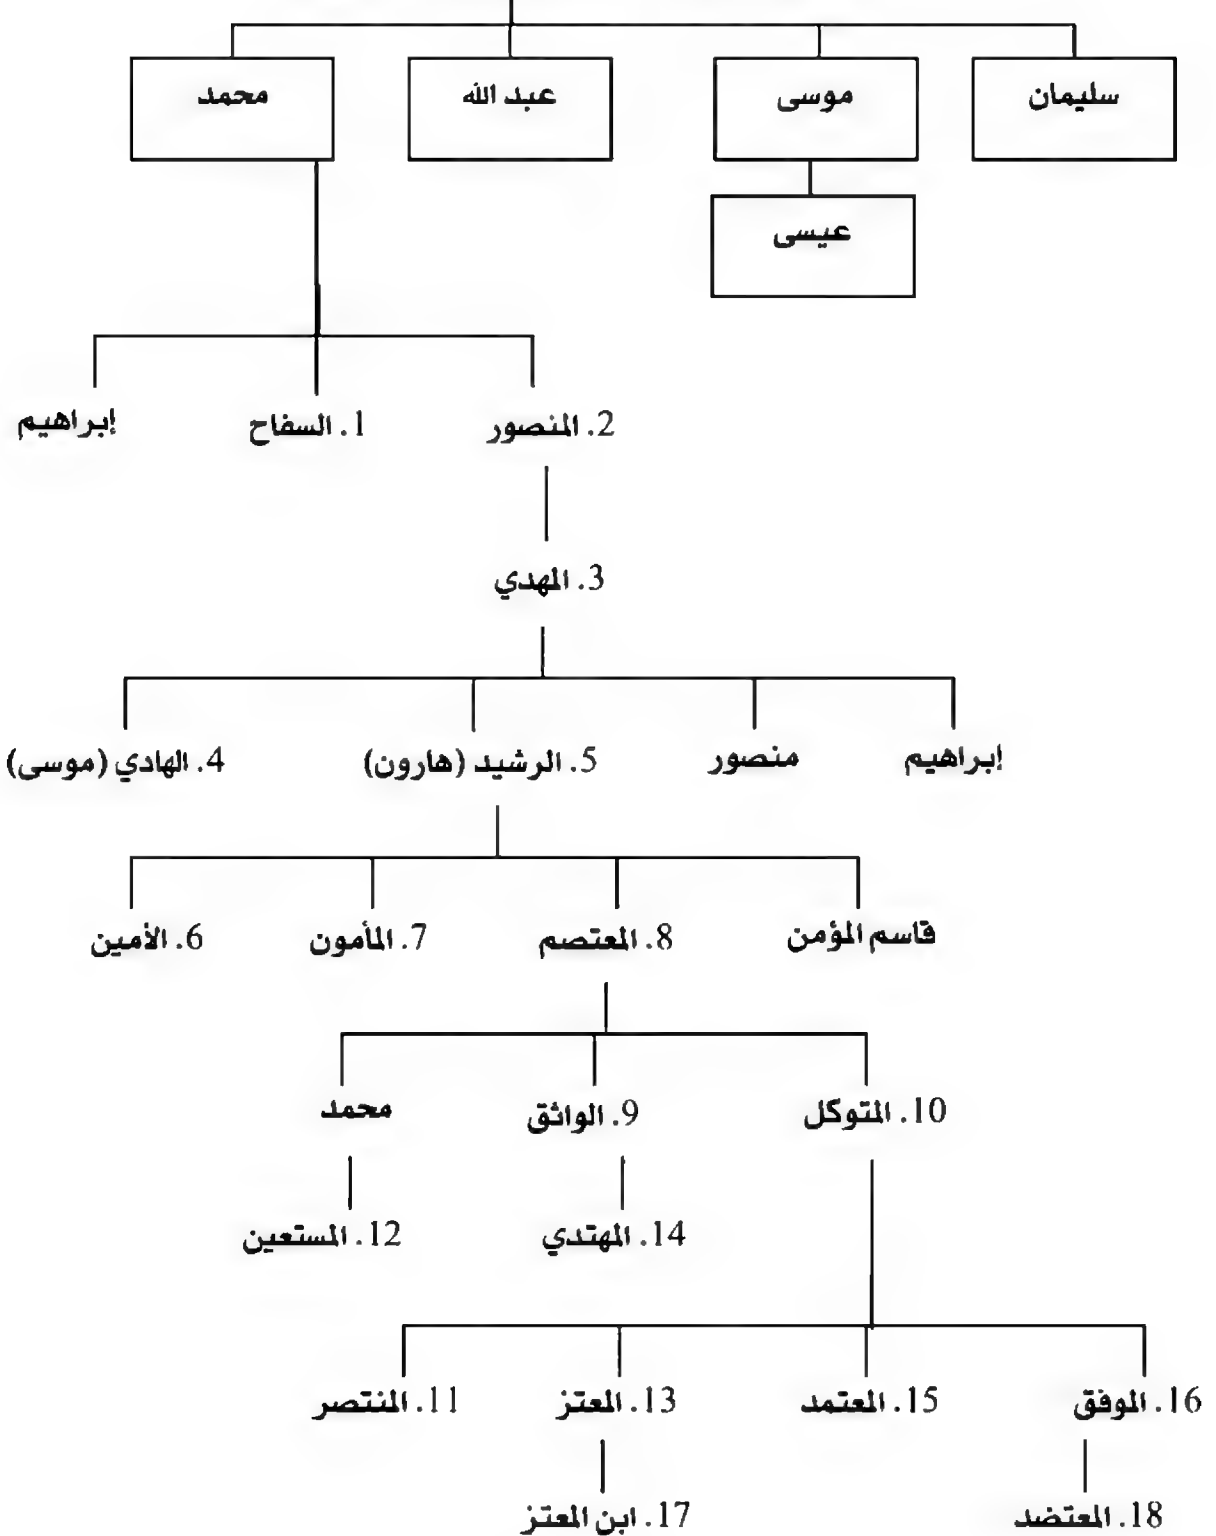 سليمان موسى عبد الله محمد
عيسى
2. المنصور 1. السفاح إبراهيم
3. المهدي
إبراهيم منصور 5. الرشيد (هارون) 4. الهادي (موسى)
قاسم المؤمن 8. المعتصم 7. المأمون 6. الأمين
10. المتوكل 9. الواثق محمد
14. المهتدي 12. المستعين
16. الموفق 15. المعتمد 13. المعتز 11. المنتصر
18. المعتضد 17. ابن المعتز